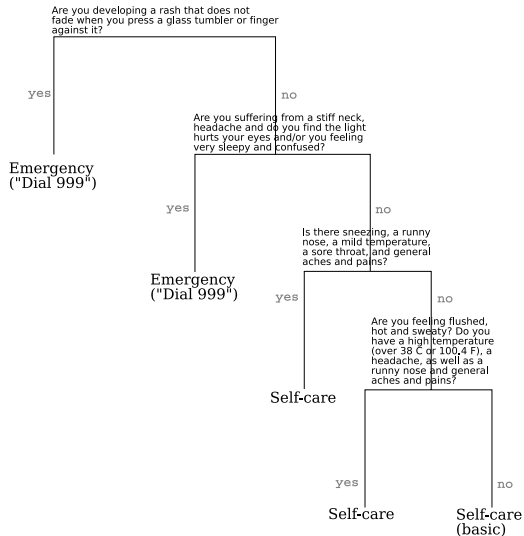 Are you developing a rash that does not
fade when you press a glass tumbler or finger
against it?
yes
no
Are you suffering from a stiff neck,
headache and do you find the light
hurts your eyes and/or you feeling
very sleepy and confused?
Emergency
("Dial 999")
yes
no
Is there sneezing, a runny
nose, a mild temperature,
a sore throat, and general
aches and pains?
Emergency
("Dial 999")
yes
no
Are you feeling flushed,
hot and sweaty? Do you
have a high temperature
(over 38 C or 100.4 F), a
headache, as well as a
runny nose and general
aches and pains?
Self-care
yes
no
Self-care
Self-care
(basic)